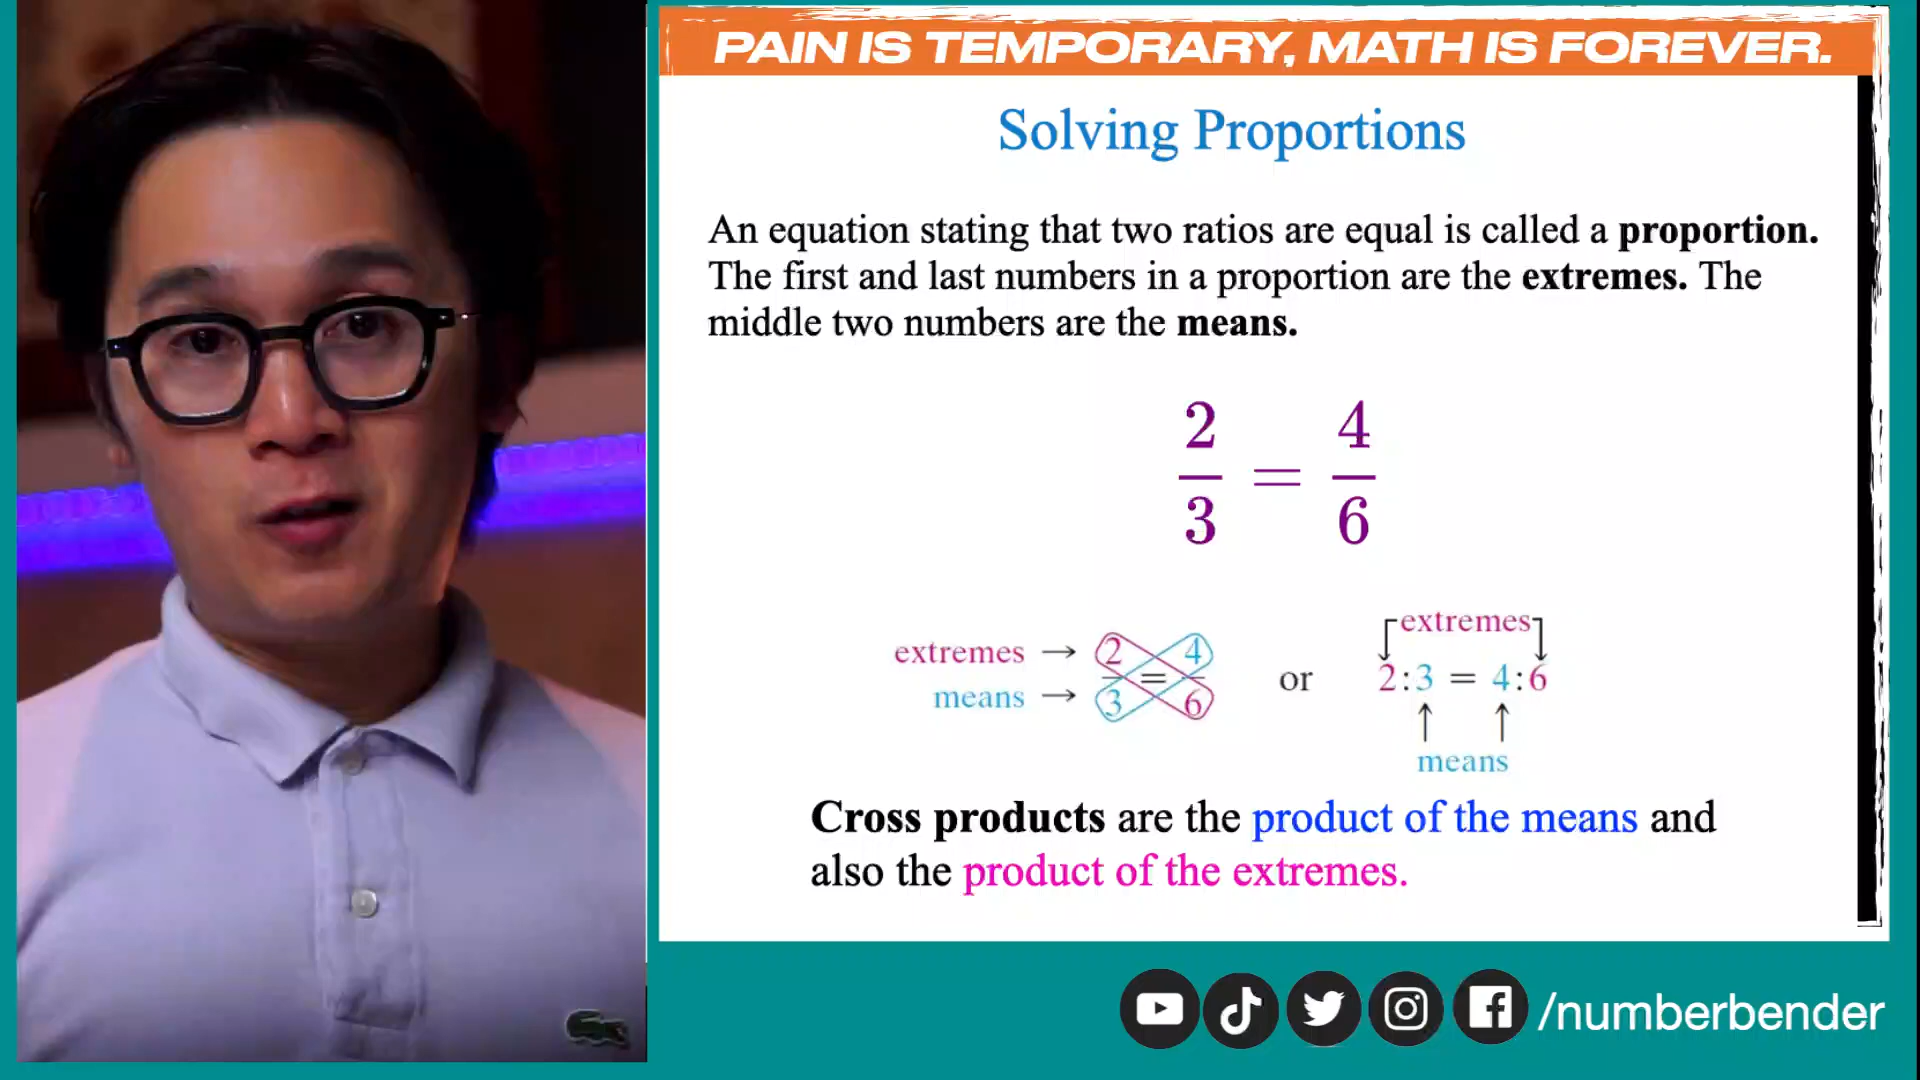 PAIN IS TEMPORARY, MATH IS FOREVER.
Solving Proportions
An equation stating that two ratios are equal is called a proportion.
The first and last numbers in a proportion are the extremes. The
middle two numbers are the means.
2/3 = 4/6
extremes → 2 4
=
means → 3 6
or
extremes
2:3 = 4:6
means
Cross products are the product of the means and
also the product of the extremes.
/numberbender